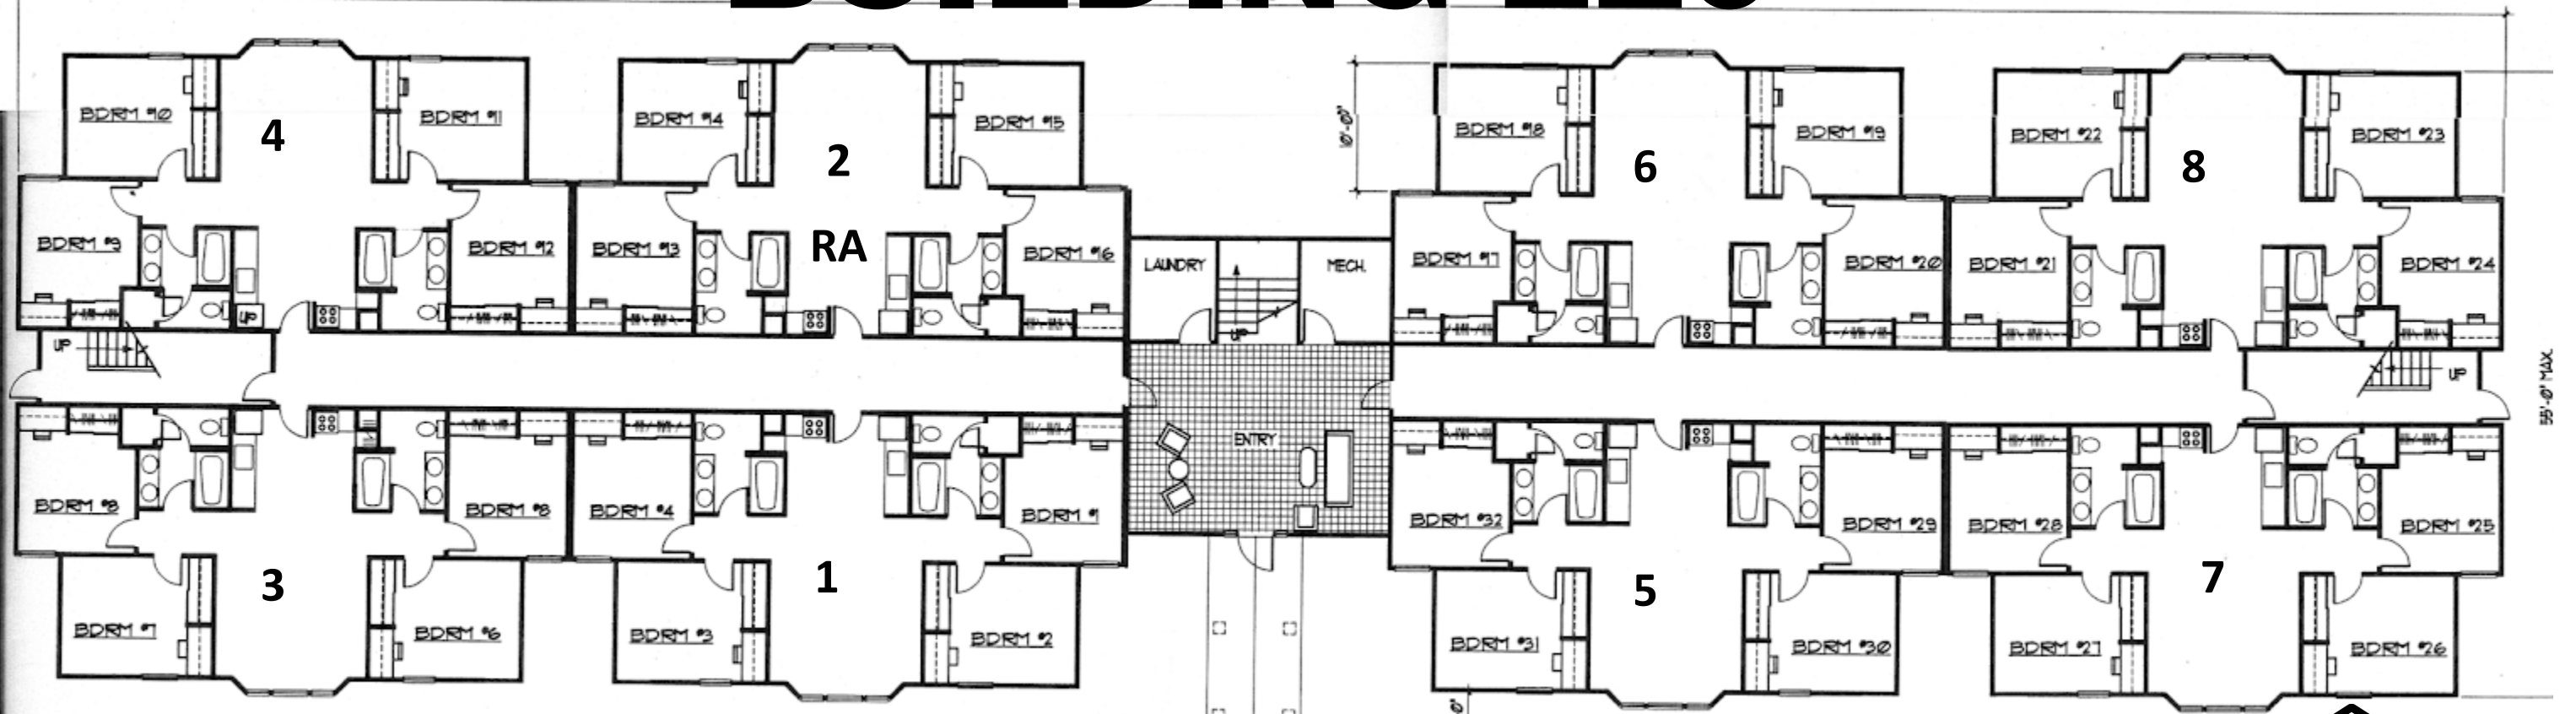 BDRM #10
4
BDRM #11
BDRM #14
2
BDRM #15
BDRM #18
6
BDRM #19
BDRM #22
8
BDRM #23
BDRM #9
BDRM #12
BDRM #13
RA
BDRM #16
LAUNDRY
MECH.
BDRM #17
BDRM #20
BDRM #21
BDRM #24
UP
UP
UP
UP
55'-0" MAX
BDRM #8
BDRM #8
BDRM #4
BDRM #1
ENTRY
BDRM #32
BDRM #29
BDRM #28
BDRM #25
BDRM #7
3
BDRM #6
BDRM #3
1
BDRM #2
BDRM #31
5
BDRM #30
BDRM #27
7
BDRM #26